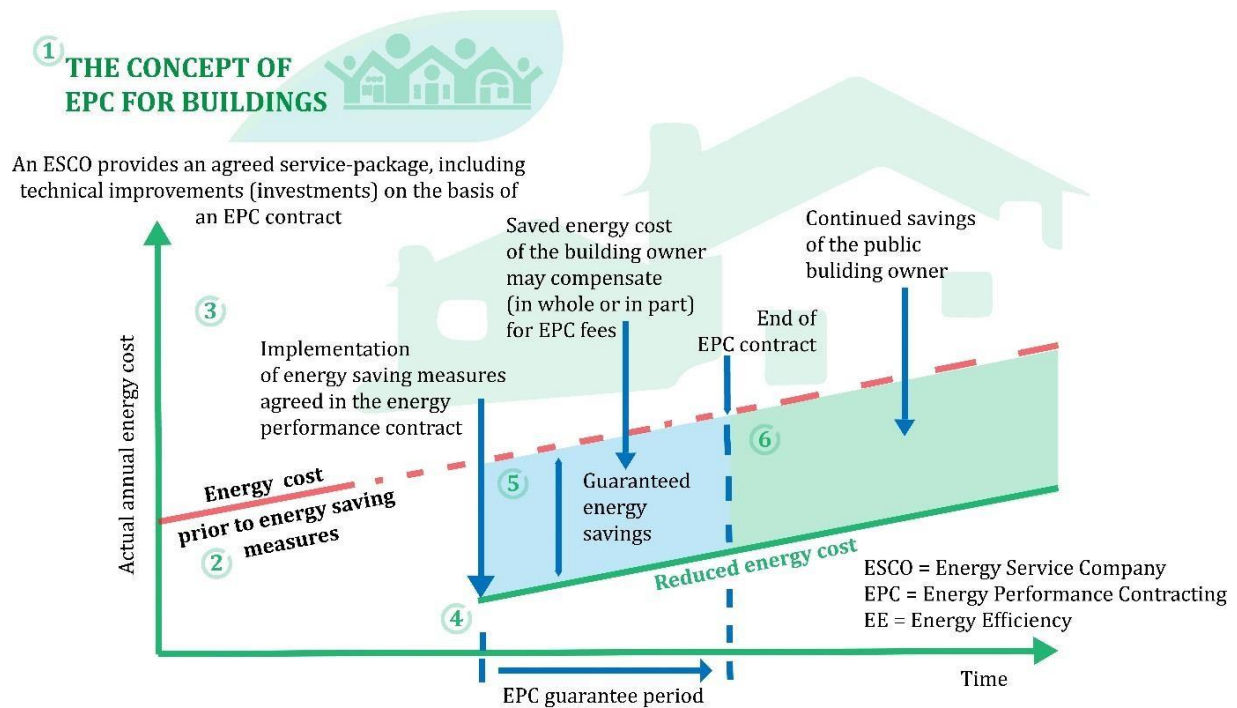 1
THE CONCEPT OF
EPC FOR BUILDINGS
An ESCO provides an agreed service-package, including
technical improvements (investments) on the basis of
an EPC contract
Saved energy cost
of the building owner
may compensate
(in whole or in part)
for EPC fees
Continued savings
of the public
buliding owner
3
End of
EPC contract
Implementation
of energy saving measures
agreed in the energy
performance contract
Actual annual energy cost
Energy cost
prior to energy saving
measures
2
5
Guaranteed
energy
savings
6
Reduced energy cost
4
ESCO = Energy Service Company
EPC = Energy Performance Contracting
EE = Energy Efficiency
Time
EPC guarantee period